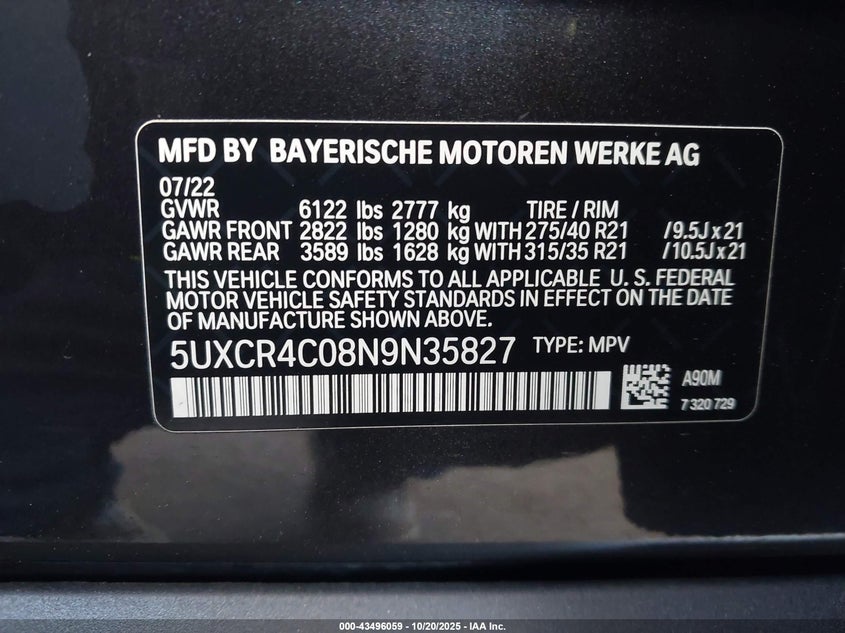 MFD BY BAYERISCHE MOTOREN WERKE AG
07/22
GVWR 6122 lbs 2777 kg TIRE / RIM
GAWR FRONT 2822 lbs 1280 kg WITH 275/40 R21 /9.5J x 21
GAWR REAR 3589 lbs 1628 kg WITH 315/35 R21 /10.5J x 21
THIS VEHICLE CONFORMS TO ALL APPLICABLE U. S. FEDERAL
MOTOR VEHICLE SAFETY STANDARDS IN EFFECT ON THE DATE
OF MANUFACTURE SHOWN ABOVE.
5UXCR4C08N9N35827 TYPE: MPV
A90M
7 320 729
000-43496059 - 10/20/2025 - IAA Inc.